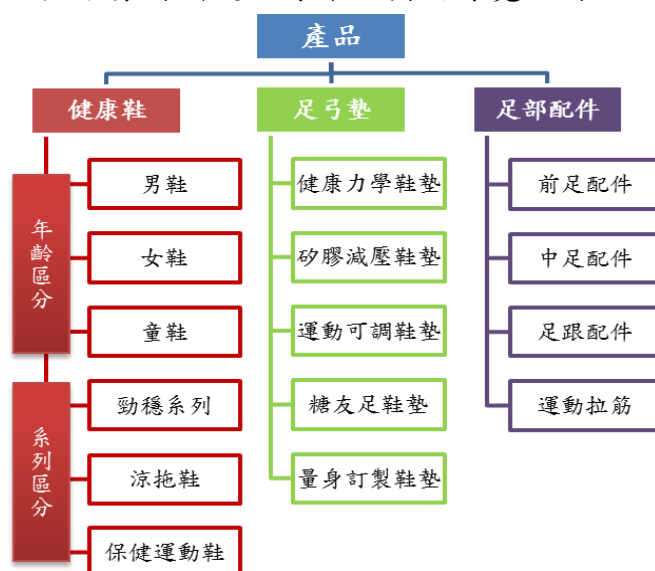 產品
健康鞋
年齡區分
男鞋
女鞋
童鞋
系列區分
勁穩系列
涼拖鞋
保健運動鞋
足弓墊
健康力學鞋墊
矽膠減壓鞋墊
運動可調鞋墊
糖友足鞋墊
量身訂製鞋墊
足部配件
前足配件
中足配件
足跟配件
運動拉筋